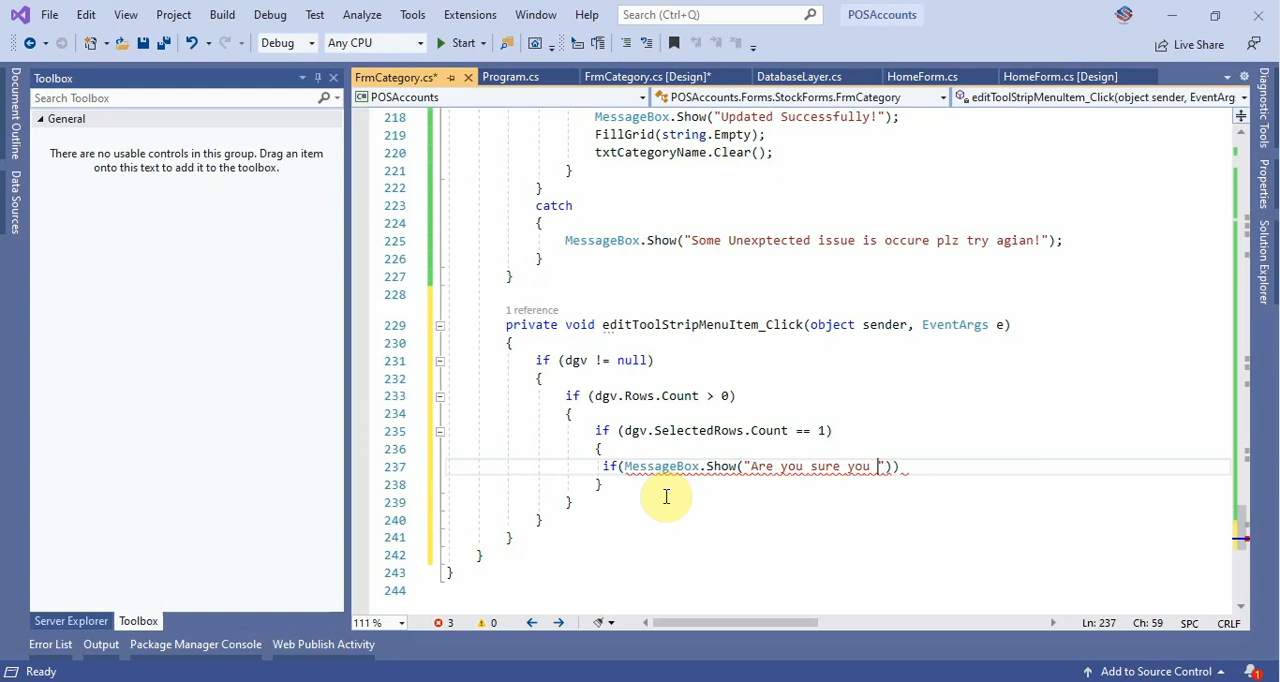 File Edit View Project Build Debug Test Analyze Tools Extensions Window Help Search (Ctrl+Q) POSAccounts
Debug Any CPU Start Live Share
Toolbox
Search Toolbox
General
There are no usable controls in this group. Drag an item
onto this text to add it to the toolbox.
Document Outline
Data Sources
FrmCategory.cs* Program.cs FrmCategory.cs [Design]* DatabaseLayer.cs HomeForm.cs HomeForm.cs [Design]
POSAccounts POSAccounts.Forms.StockForms.FrmCategory editToolStripMenuItem_Click(object sender, EventArg
218 MessageBox.Show("Updated Successfully!");
219 FillGrid(string.Empty);
220 txtCategoryName.Clear();
221 }
222 }
223 catch
224 {
225 MessageBox.Show("Some Unexptected issue is occure plz try agian!");
226 }
227 }
228
1 reference
229 private void editToolStripMenuItem_Click(object sender, EventArgs e)
230 {
231 if (dgv != null)
232 {
233 if (dgv.Rows.Count > 0)
234 {
235 if (dgv.SelectedRows.Count == 1)
236 {
237 if(MessageBox.Show("Are you sure you "))
238 }
239 }
240 }
241 }
242 }
243 }
244
Diagnostic Tools
Properties
Solution Explorer
111 % 3 0 Ln: 237 Ch: 59 SPC CRLF
Server Explorer Toolbox
Error List Output Package Manager Console Web Publish Activity
Ready Add to Source Control 1